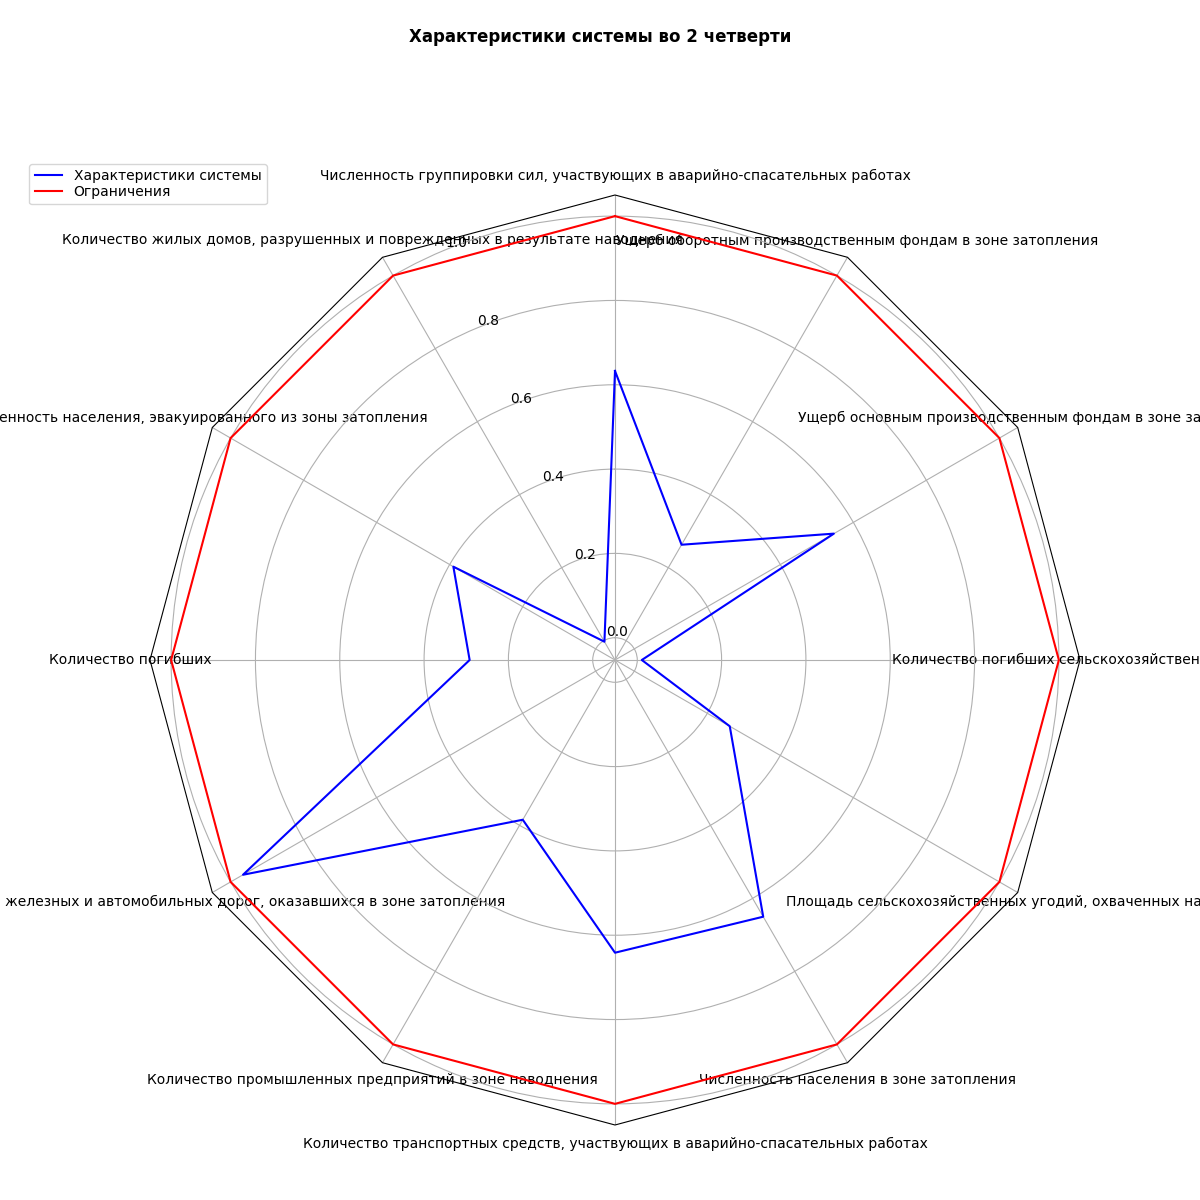 Характеристики системы во 2 четверти
Характеристики системы
Ограничения
Численность группировки сил, участвующих в аварийно-спасательных работах
Количество жилых домов, разрушенных и поврежденных в результате наводнения
Ущерб оборотным производственным фондам в зоне затопления
1.0
0.8
0.6
0.4
0.2
0.0
населения, эвакуированного из зоны затопления
Ущерб основным производственным фондам в зоне
Количество погибших
Количество погибших
железных и автомобильных дорог, оказавшихся в зоне затопления
Площадь сельскохозяйственных угодий, охваченных
Количество промышленных предприятий в зоне наводнения
Численность населения в зоне затопления
Количество транспортных средств, участвующих в аварийно-спасательных работах